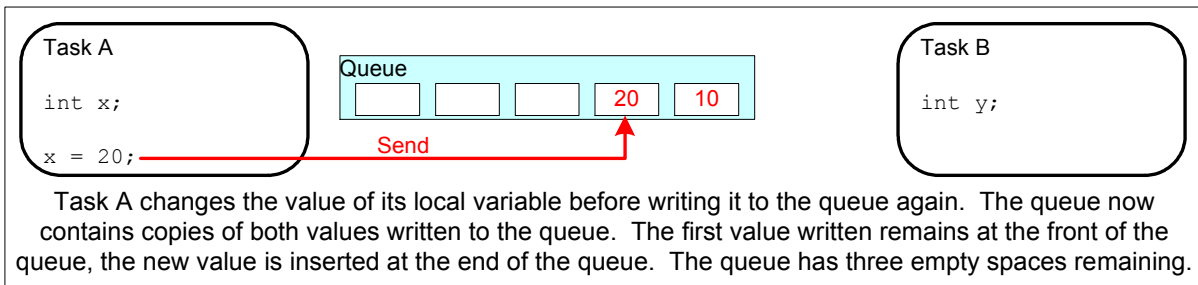 Task A
Task B
Queue
int x;
20
10
int y;
Send
x = 20;
Task A changes the value of its local variable before writing it to the queue again.  The queue now
contains copies of both values written to the queue.  The first value written remains at the front of the
queue, the new value is inserted at the end of the queue.  The queue has three empty spaces remaining.